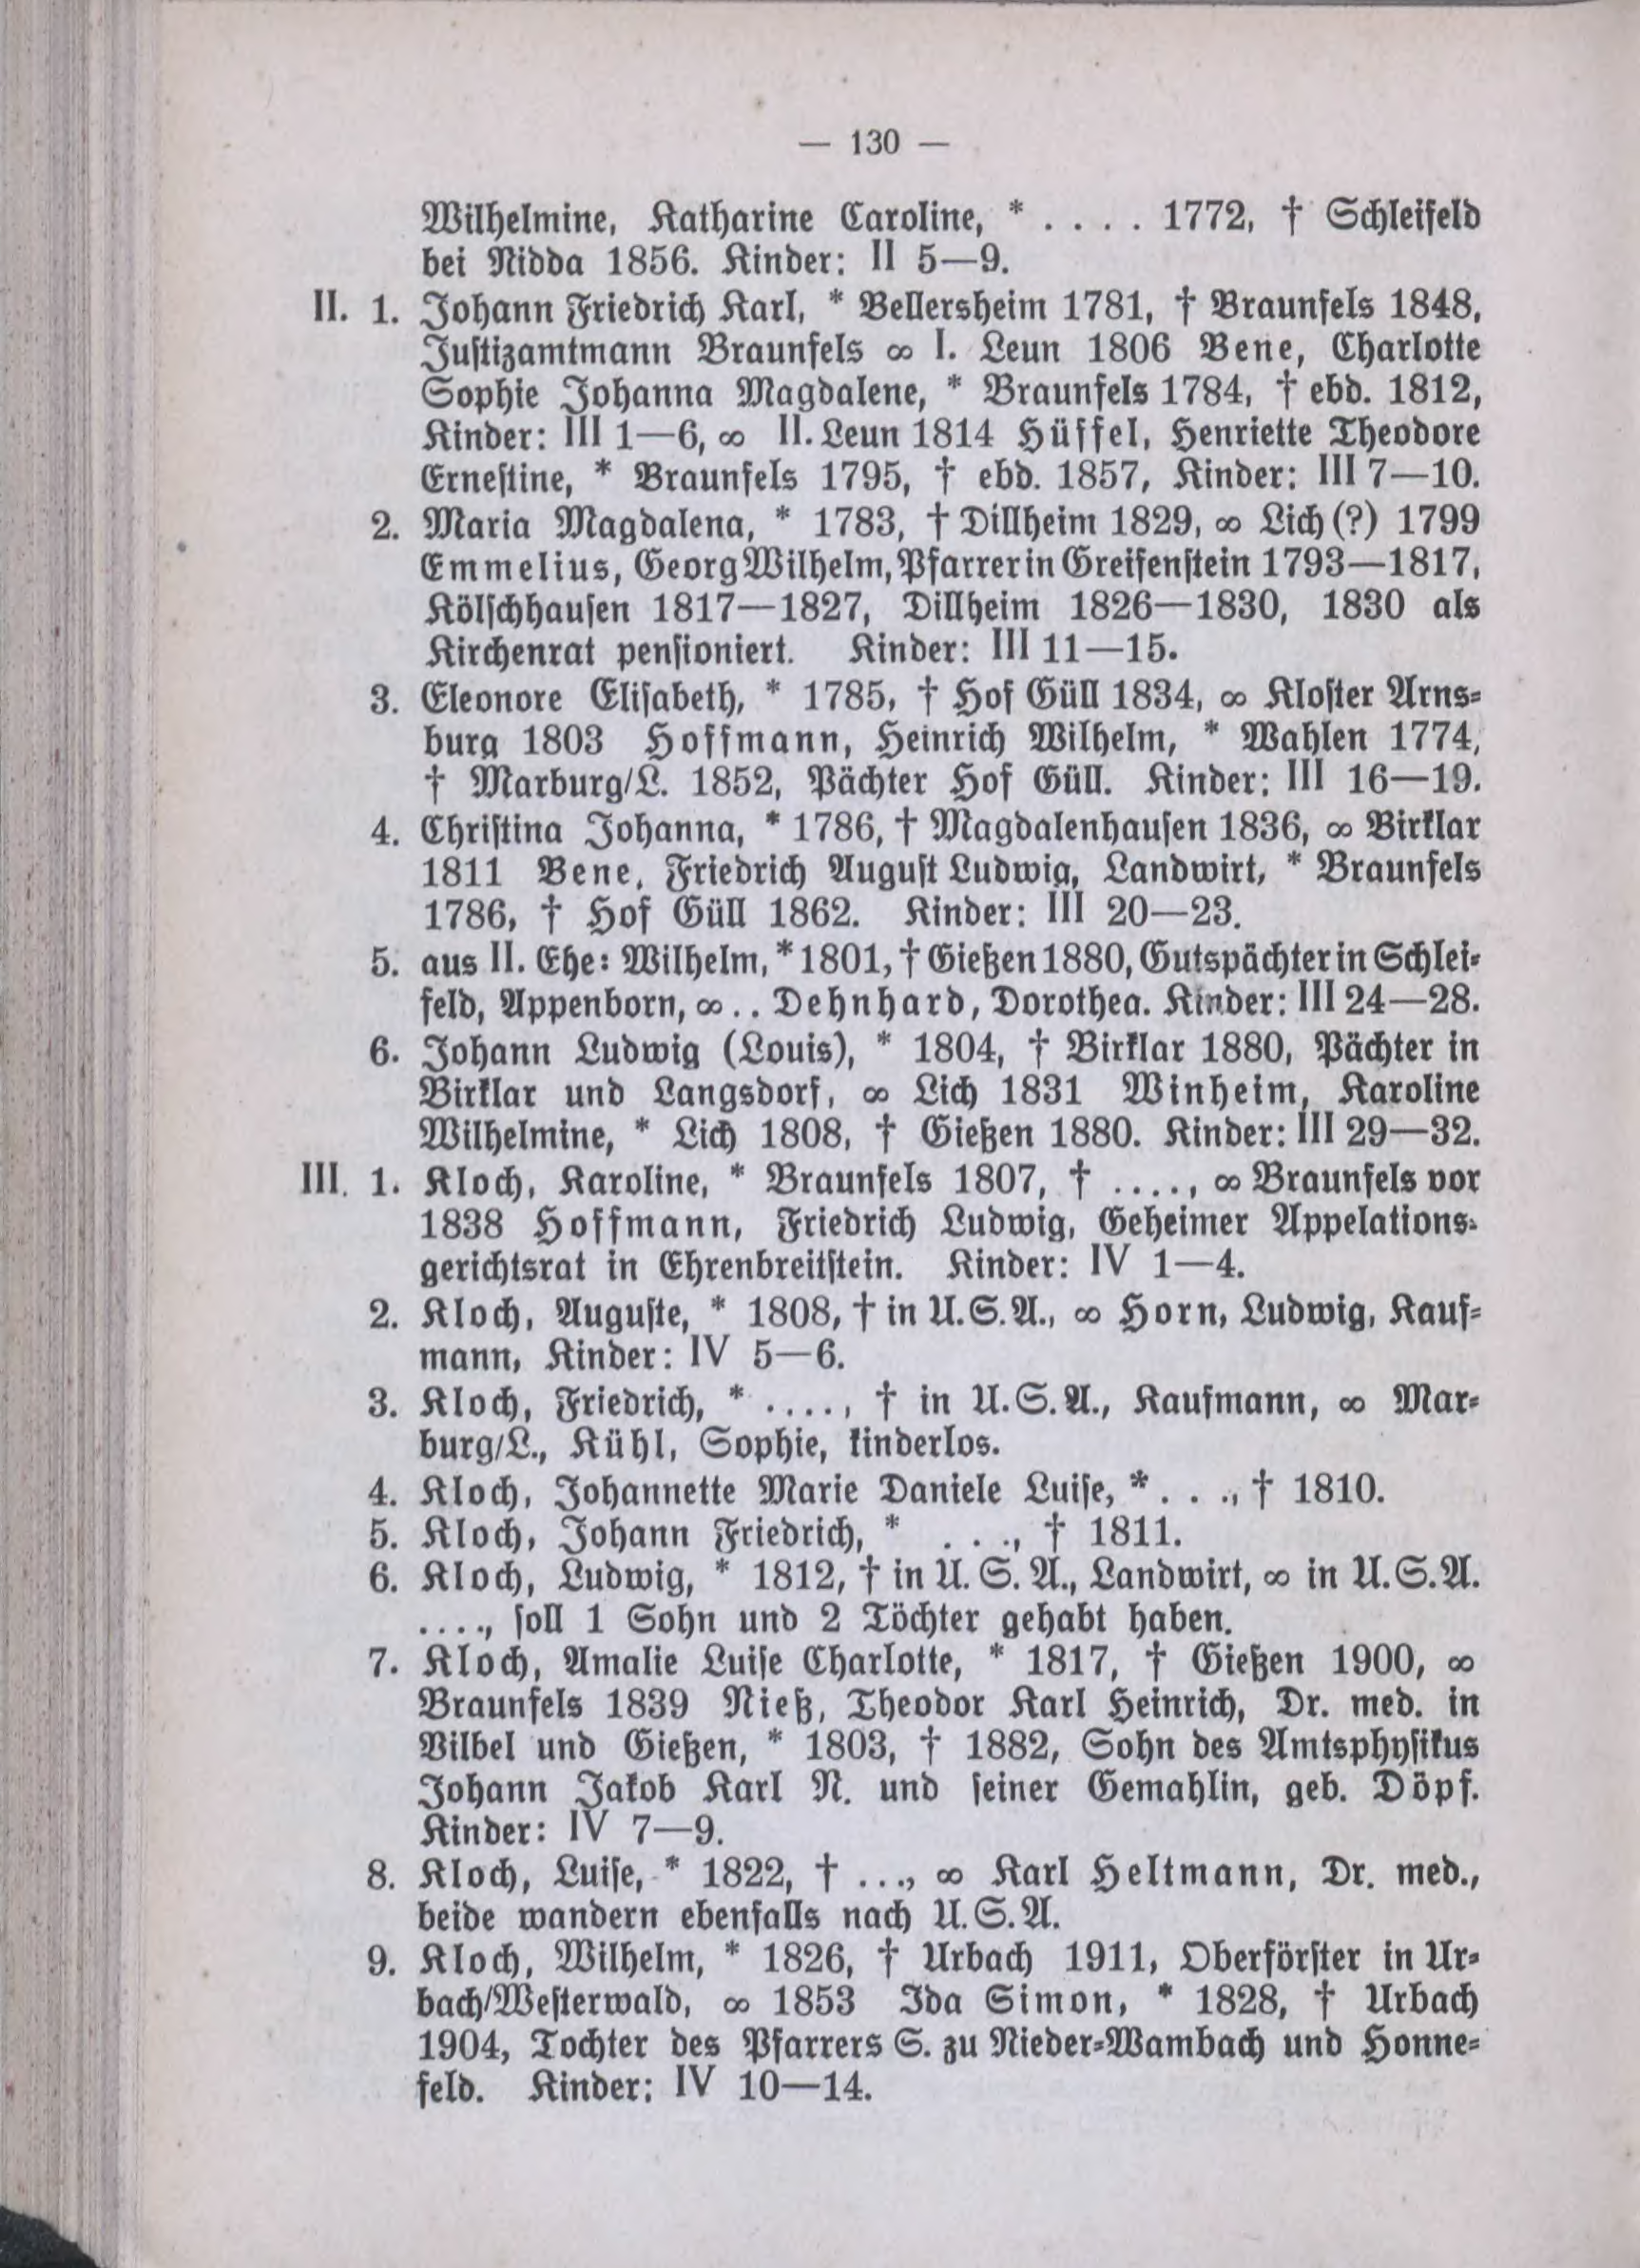 — 130 —
Wilhelmine, Katharine Caroline, * . . . . 1772, † Schleifeld
bei Nidda 1856. Kinder: II 5—9.
II. 1. Johann Friedrich Karl, * Bellersheim 1781, † Braunfels 1848,
Juſtizamtmann Braunfels ∞ I. Leun 1806 Bene, Charlotte
Sophie Johanna Magdalene, * Braunfels 1784, † ebd. 1812,
Kinder: III 1—6, ∞ II. Leun 1814 Hüffel, Henriette Theodore
Erneſtine, * Braunfels 1795, † ebd. 1857, Kinder: III 7—10.
2. Maria Magdalena, * 1783, † Dillheim 1829, ∞ Lich (?) 1799
Emmelius, Georg Wilhelm, Pfarrer in Greifenſtein 1793—1817,
Kölſchhauſen 1817—1827, Dillheim 1826—1830, 1830 als
Kirchenrat penſioniert. Kinder: III 11—15.
3. Eleonore Eliſabeth, * 1785, † Hof Güll 1834, ∞ Kloſter Arns-
burg 1803 Hoffmann, Heinrich Wilhelm, * Wahlen 1774,
† Marburg/L. 1852, Pächter Hof Güll. Kinder: III 16—19.
4. Chriſtina Johanna, * 1786, † Magdalenhauſen 1836, ∞ Birklar
1811 Bene, Friedrich Auguſt Ludwig, Landwirt, * Braunfels
1786, † Hof Güll 1862. Kinder: III 20—23.
5. aus II. Ehe: Wilhelm, * 1801, † Gießen 1880, Gutspächter in Schlei-
feld, Appenborn, ∞ . . Dehnhard, Dorothea. Kinder: III 24—28.
6. Johann Ludwig (Louis), * 1804, † Birklar 1880, Pächter in
Birklar und Langsdorf, ∞ Lich 1831 Winheim, Karoline
Wilhelmine, * Lich 1808, † Gießen 1880. Kinder: III 29—32.
III. 1. Kloch, Karoline, * Braunfels 1807, † ...., ∞ Braunfels vor
1838 Hoffmann, Friedrich Ludwig, Geheimer Appelations-
gerichtsrat in Ehrenbreitſtein. Kinder: IV 1—4.
2. Kloch, Auguſte, * 1808, † in U.S.A., ∞ Horn, Ludwig, Kauf-
mann, Kinder: IV 5—6.
3. Kloch, Friedrich, * ...., † in U.S.A., Kaufmann, ∞ Mar-
burg/L., Kühl, Sophie, kinderlos.
4. Kloch, Johannette Marie Daniele Luiſe, * . . ., † 1810.
5. Kloch, Johann Friedrich, * . . ., † 1811.
6. Kloch, Ludwig, * 1812, † in U.S.A., Landwirt, ∞ in U.S.A.
...., ſoll 1 Sohn und 2 Töchter gehabt haben.
7. Kloch, Amalie Luiſe Charlotte, * 1817, † Gießen 1900, ∞
Braunfels 1839 Nieß, Theodor Karl Heinrich, Dr. med. in
Vilbel und Gießen, * 1803, † 1882, Sohn des Amtsphyſikus
Johann Jakob Karl N. und ſeiner Gemahlin, geb. Döpf.
Kinder: IV 7—9.
8. Kloch, Luiſe, * 1822, † ..., ∞ Karl Heltmann, Dr. med.,
beide wandern ebenfalls nach U.S.A.
9. Kloch, Wilhelm, * 1826, † Urbach 1911, Oberförſter in Ur-
bach/Weſterwald, ∞ 1853 Ida Simon, * 1828, † Urbach
1904, Tochter des Pfarrers S. zu Nieder-Wambach und Honne-
feld. Kinder: IV 10—14.